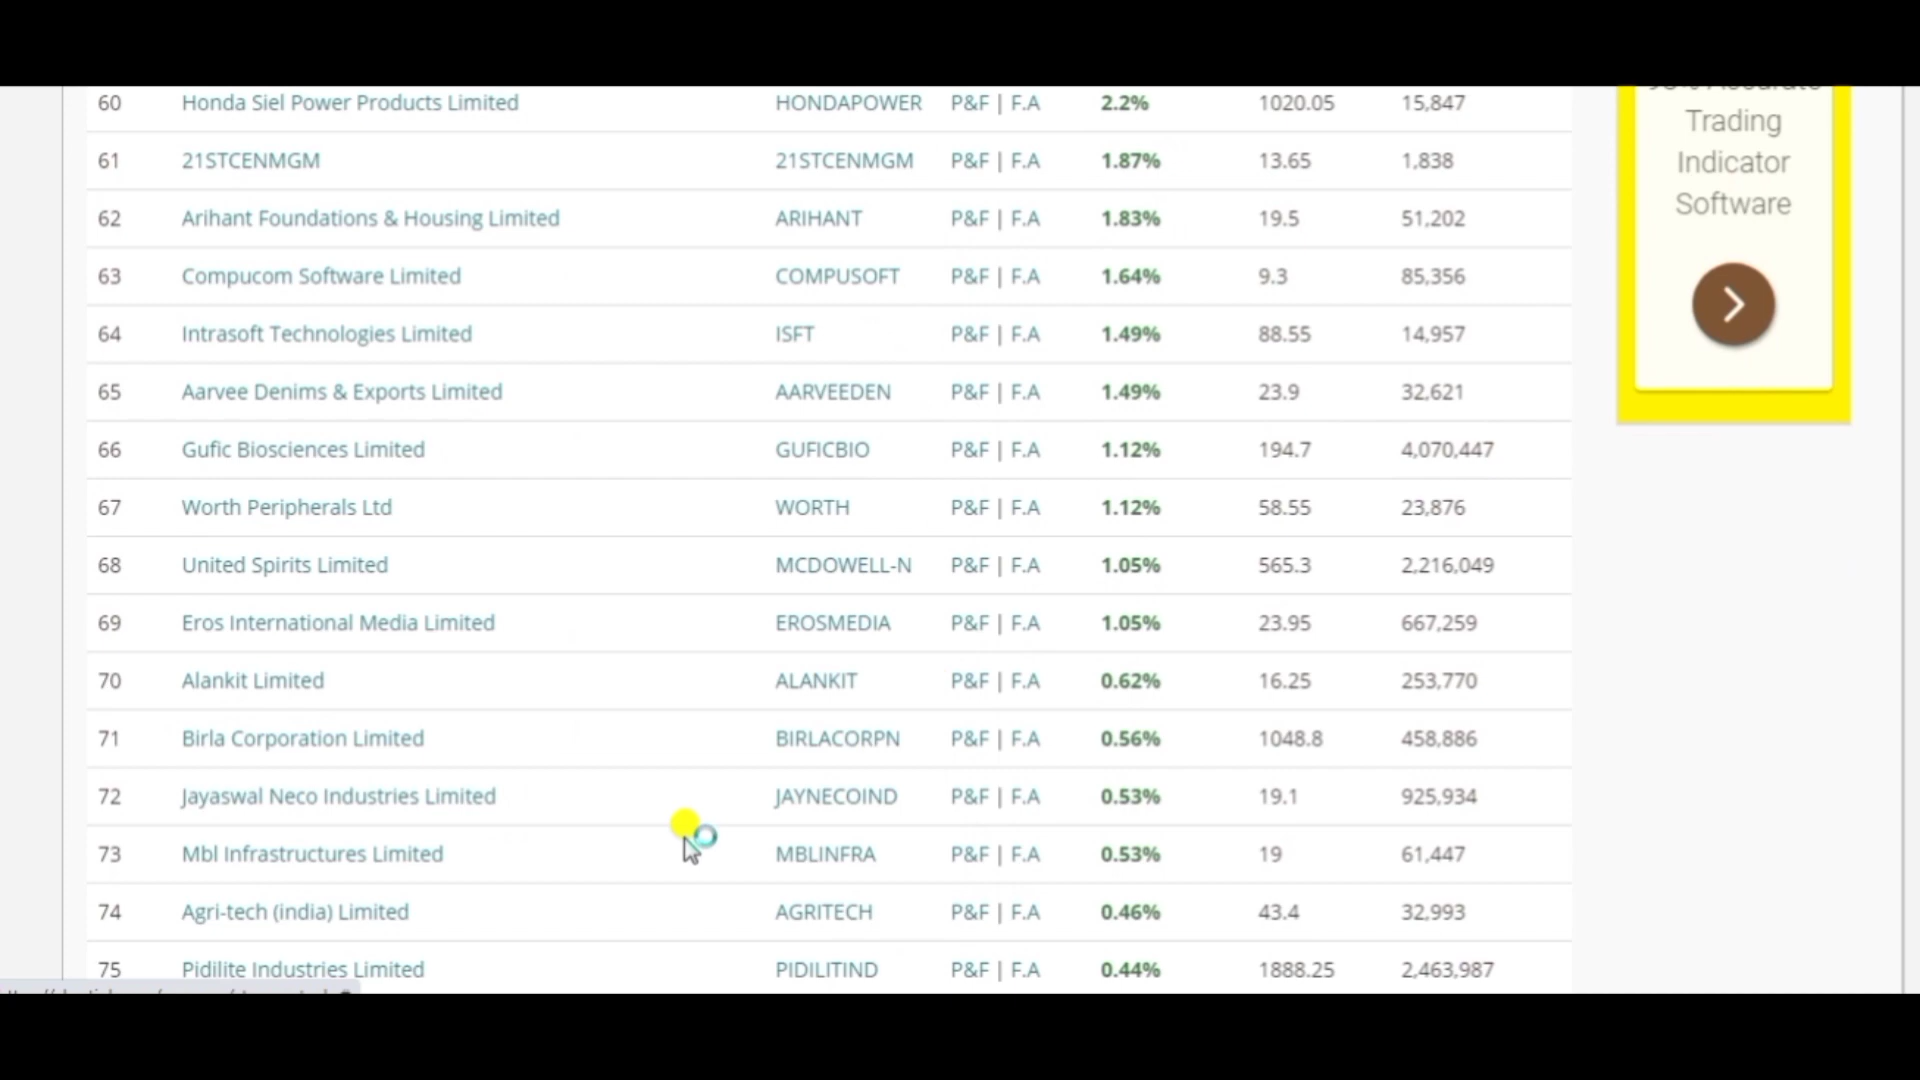 60 Honda Siel Power Products Limited HONDAPOWER P&F | F.A 2.2% 1020.05 15,847
61 21STCENMGM 21STCENMGM P&F | F.A 1.87% 13.65 1,838
62 Arihant Foundations & Housing Limited ARIHANT P&F | F.A 1.83% 19.5 51,202
63 Compucom Software Limited COMPUSOFT P&F | F.A 1.64% 9.3 85,356
64 Intrasoft Technologies Limited ISFT P&F | F.A 1.49% 88.55 14,957
65 Aarvee Denims & Exports Limited AARVEEDEN P&F | F.A 1.49% 23.9 32,621
66 Gufic Biosciences Limited GUFICBIO P&F | F.A 1.12% 194.7 4,070,447
67 Worth Peripherals Ltd WORTH P&F | F.A 1.12% 58.55 23,876
68 United Spirits Limited MCDOWELL-N P&F | F.A 1.05% 565.3 2,216,049
69 Eros International Media Limited EROSMEDIA P&F | F.A 1.05% 23.95 667,259
70 Alankit Limited ALANKIT P&F | F.A 0.62% 16.25 253,770
71 Birla Corporation Limited BIRLACORPN P&F | F.A 0.56% 1048.8 458,886
72 Jayaswal Neco Industries Limited JAYNECOIND P&F | F.A 0.53% 19.1 925,934
73 Mbl Infrastructures Limited MBLINFRA P&F | F.A 0.53% 19 61,447
74 Agri-tech (india) Limited AGRITECH P&F | F.A 0.46% 43.4 32,993
75 Pidilite Industries Limited PIDILITIND P&F | F.A 0.44% 1888.25 2,463,987
Accurate
Trading
Indicator
Software